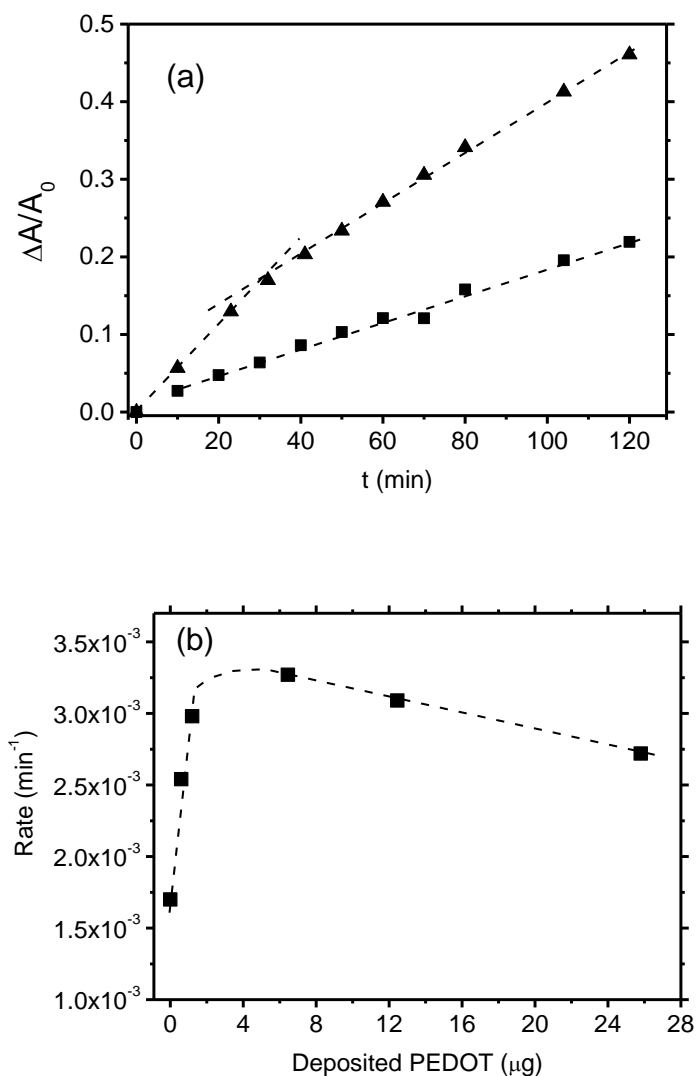 (a)
ΔA/A₀
0.5
0.4
0.3
0.2
0.1
0.0
0 20 40 60 80 100 120
t (min)
(b)
Rate (min⁻¹)
3.5x10⁻³
3.0x10⁻³
2.5x10⁻³
2.0x10⁻³
1.5x10⁻³
1.0x10⁻³
0 4 8 12 16 20 24 28
Deposited PEDOT (μg)